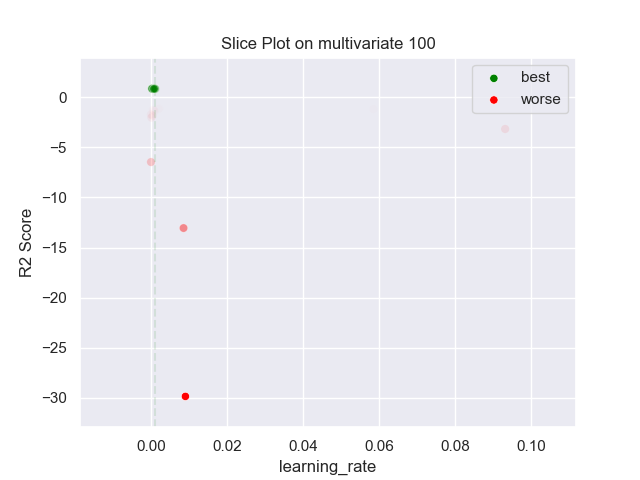 Slice Plot on multivariate 100
best
worse
R2 Score
0
−5
−10
−15
−20
−25
−30
0.00 0.02 0.04 0.06 0.08 0.10
learning_rate